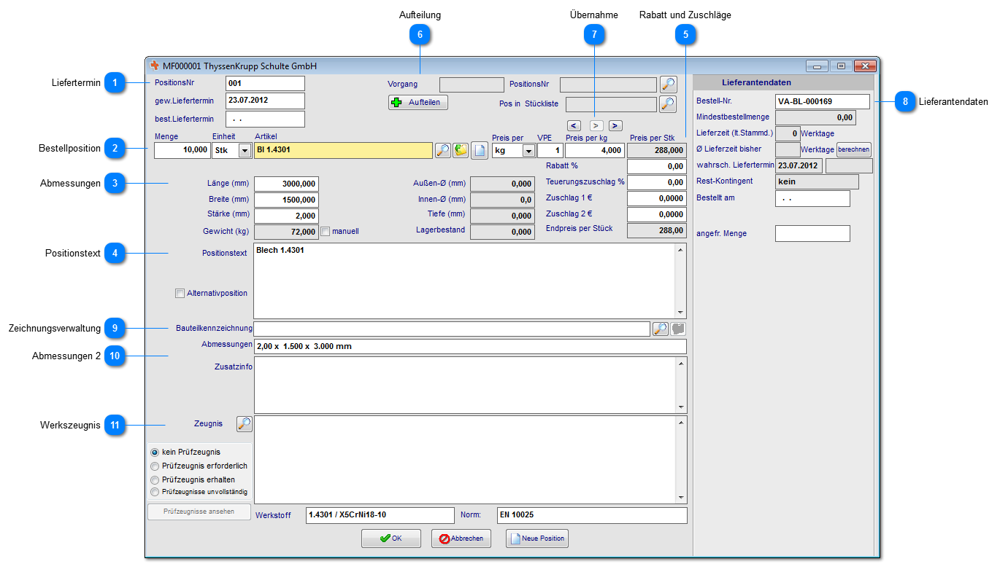 Aufteilung Übernahme Rabatt und Zuschläge
6 7 5
MF000001 ThyssenKrupp Schulte GmbH
Liefertermin 1 PositionsNr 001 Vorgang PositionsNr Lieferantendaten
gew.Liefertermin 23.07.2012 Aufteilen Pos in Stückliste Bestell-Nr. VA-BL-000169 8 Lieferantendaten
best.Liefertermin . . Mindestbestellmenge 0,00
< > >
Lieferzeit (lt.Stammd.) 0 Werktage
Menge Einheit Artikel Preis per VPE Preis per kg Preis per Stk
Bestellposition 2 10,000 Stk Bl 1.4301 kg 1 4,000 288,000 Ø Lieferzeit bisher Werktage berechnen
Rabatt % 0,00 wahrsch. Liefertermin 23.07.2012
Abmessungen 3 Länge (mm) 3000,000 Außen-Ø (mm) 0,000 Teuerungszuschlag % 0,00 Rest-Kontingent kein
Breite (mm) 1500,000 Innen-Ø (mm) 0,0 Zuschlag 1 € 0,0000 Bestellt am . .
Stärke (mm) 2,000 Tiefe (mm) 0,000 Zuschlag 2 € 0,0000
Gewicht (kg) 72,000 manuell Lagerbestand 0,000 Endpreis per Stück 288,00 angefr. Menge
Positionstext 4 Positionstext Blech 1.4301
Alternativposition
Zeichnungsverwaltung 9 Bauteilkennzeichnung
Abmessungen 2,00 x 1.500 x 3.000 mm
Abmessungen 2 10
Zusatzinfo
Werkszeugnis 11 Zeugnis
kein Prüfzeugnis
Prüfzeugnis erforderlich
Prüfzeugnis erhalten
Prüfzeugnisse unvollständig
Prüfzeugnisse ansehen
Werkstoff 1.4301 / X5CrNi18-10 Norm: EN 10025
OK Abbrechen Neue Position